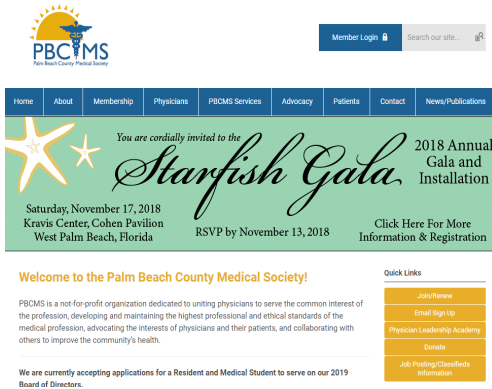 PBCMS
Palm Beach County Medical Society
Member Login
Search our site...
Home
About
Membership
Physicians
PBCMS Services
Advocacy
Patients
Contact
News/Publications
You are cordially invited to the
Starfish Gala
2018 Annual
Gala and
Installation
Saturday, November 17, 2018
Kravis Center, Cohen Pavilion
West Palm Beach, Florida
RSVP by November 13, 2018
Click Here For More
Information & Registration
Welcome to the Palm Beach County Medical Society!
PBCMS is a not-for-profit organization dedicated to uniting physicians to serve the common interest of
the profession, developing and maintaining the highest professional and ethical standards of the
medical profession, advocating the interests of physicians and their patients, and collaborating with
others to improve the community's health.
We are currently accepting applications for a Resident and Medical Student to serve on our 2019
Board of Directors.
Quick Links
Join/Renew
Email Sign Up
Physician Leadership Academy
Donate
Job Posting/Classifieds
Information